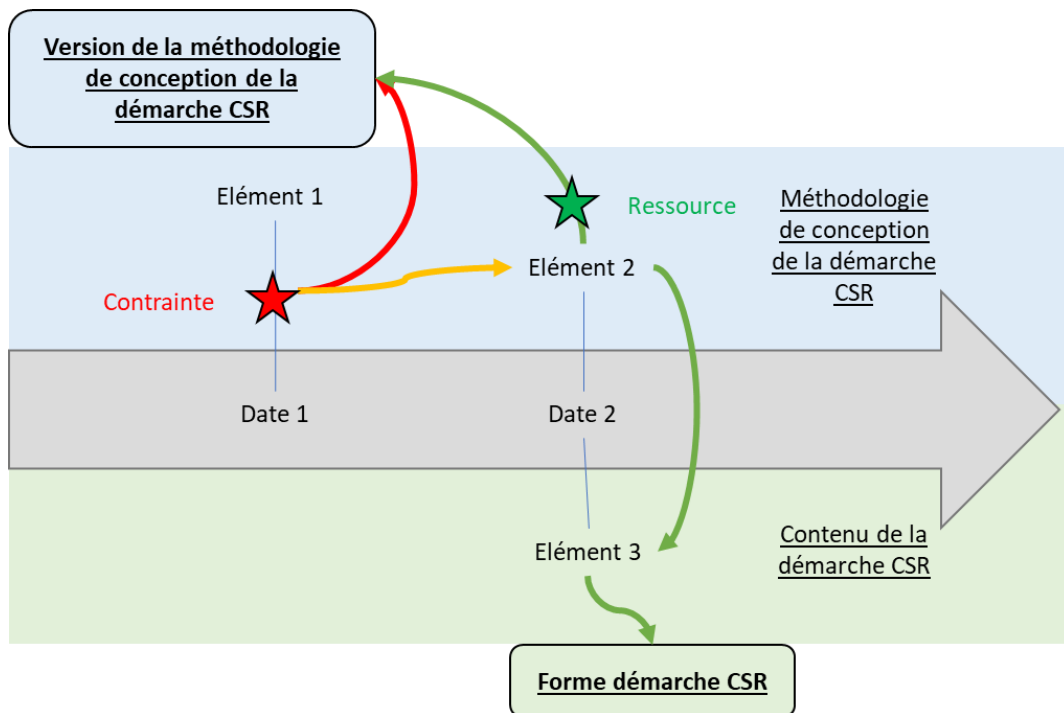 Version de la méthodologie
de conception de la
démarche CSR
Elément 1
Ressource
Méthodologie
de conception
de la démarche
CSR
Elément 2
Contrainte
Date 1
Date 2
Elément 3
Contenu de la
démarche CSR
Forme démarche CSR